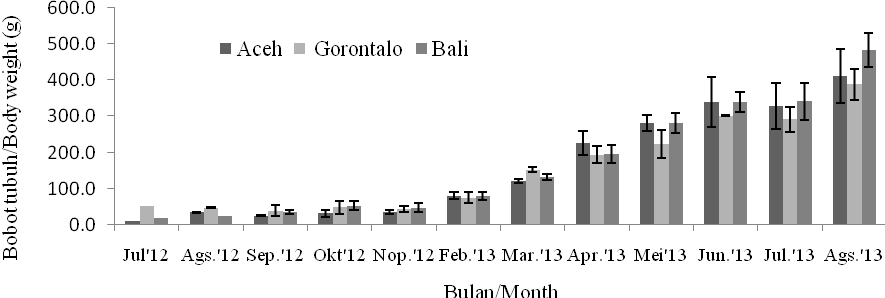 Bobot tubuh/Body weight (g)
600.0
500.0
400.0
300.0
200.0
100.0
0.0
Aceh Gorontalo Bali
Jul'12 Ags.'12 Sep.'12 Okt'12 Nop.'12 Feb.'13 Mar.'13 Apr.'13 Mei'13 Jun.'13 Jul.'13 Ags.'13
Bulan/Month